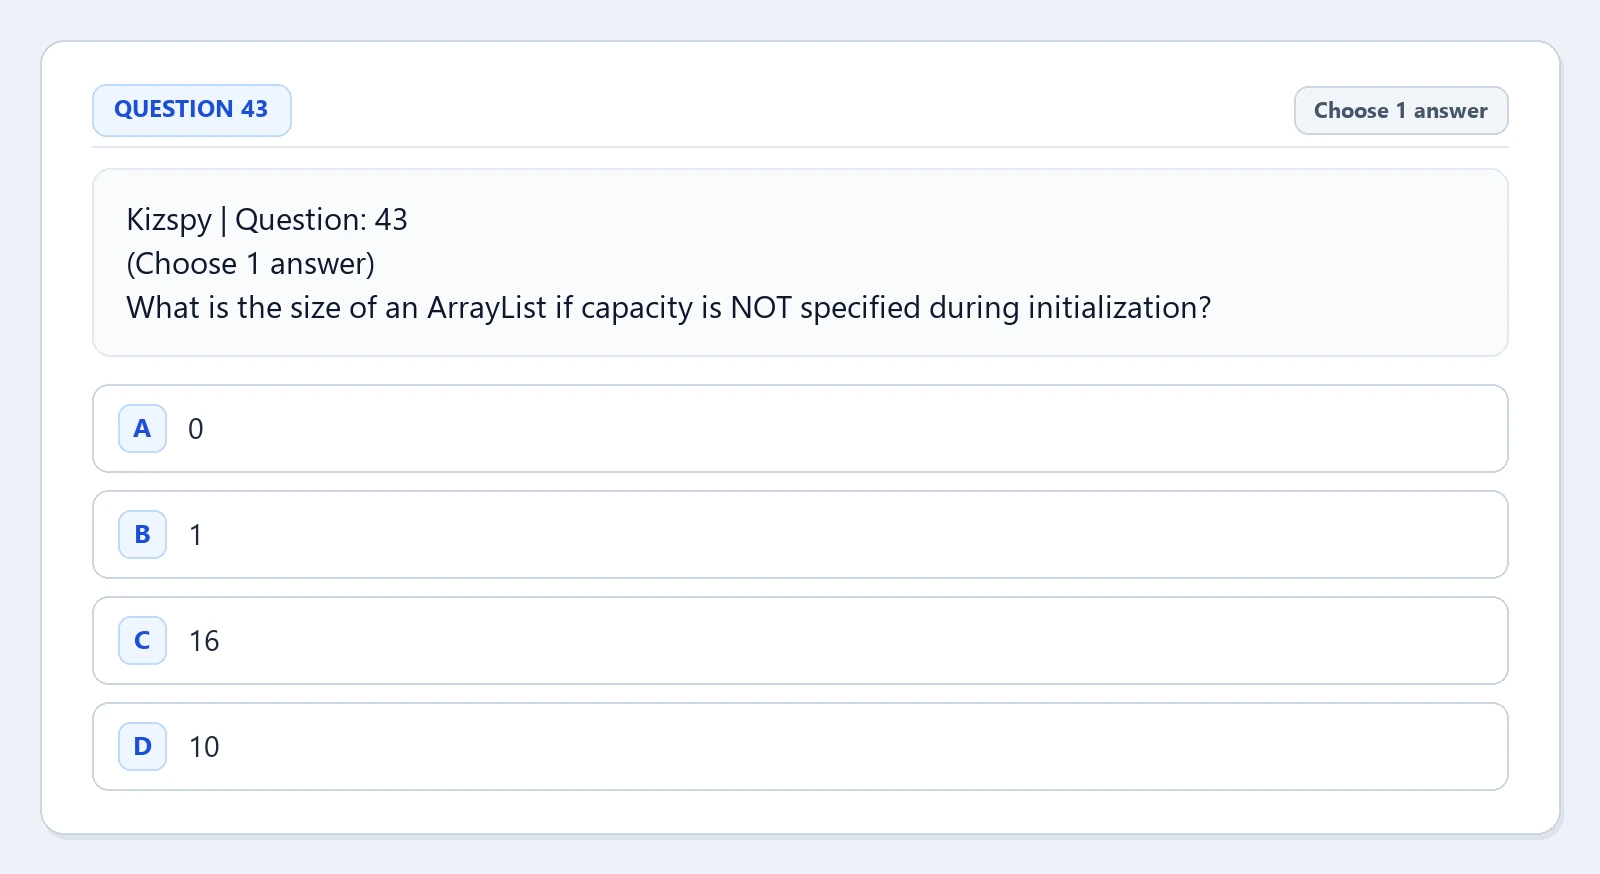 QUESTION 43
Choose 1 answer
Kizspy | Question: 43
(Choose 1 answer)
What is the size of an ArrayList if capacity is NOT specified during initialization?
A 0
B 1
C 16
D 10